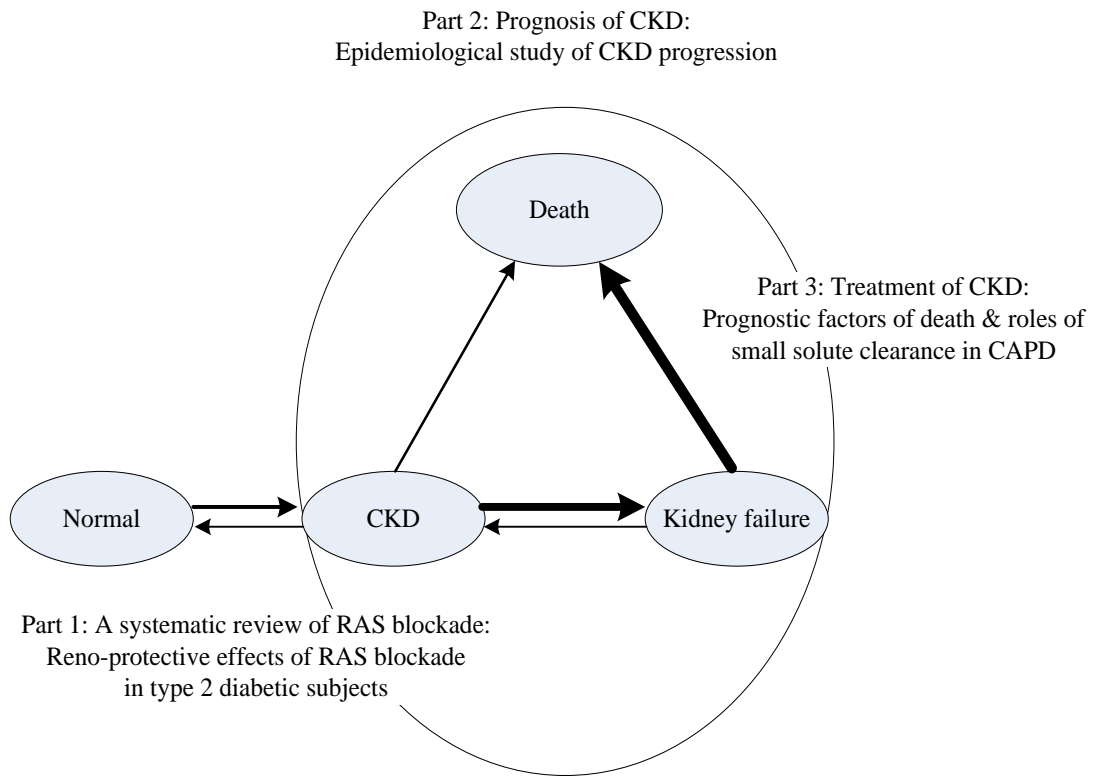 Part 2: Prognosis of CKD:
Epidemiological study of CKD progression
Death
Part 3: Treatment of CKD:
Prognostic factors of death & roles of
small solute clearance in CAPD
Normal
CKD
Kidney failure
Part 1: A systematic review of RAS blockade:
Reno-protective effects of RAS blockade
in type 2 diabetic subjects